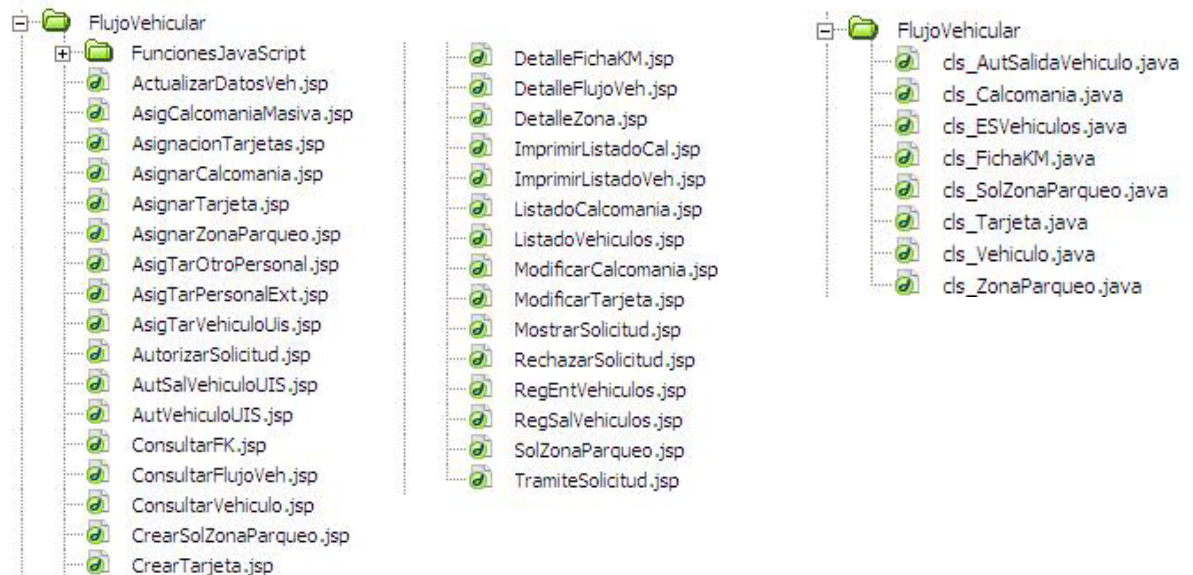 FlujoVehicular
FuncionesJavaScript
ActualizarDatosVeh.jsp
AsigCalcomaniaMasiva.jsp
AsignacionTarjetas.jsp
AsignarCalcomania.jsp
AsignarTarjeta.jsp
AsignarZonaParqueo.jsp
AsigTarOtroPersonal.jsp
AsigTarPersonalExt.jsp
AsigTarVehiculoUis.jsp
AutorizarSolicitud.jsp
AutSalVehiculoUIS.jsp
AutVehiculoUIS.jsp
ConsultarFK.jsp
ConsultarFlujoVeh.jsp
ConsultarVehiculo.jsp
CrearSolZonaParqueo.jsp
CrearTarjeta.jsp
DetalleFichaKM.jsp
DetalleFlujoVeh.jsp
DetalleZona.jsp
ImprimirListadoCal.jsp
ImprimirListadoVeh.jsp
ListadoCalcomania.jsp
ListadoVehiculos.jsp
ModificarCalcomania.jsp
ModificarTarjeta.jsp
MostrarSolicitud.jsp
RechazarSolicitud.jsp
RegEntVehiculos.jsp
RegSalVehiculos.jsp
SolZonaParqueo.jsp
TramiteSolicitud.jsp
FlujoVehicular
cls_AutSalidaVehiculo.java
cls_Calcomania.java
cls_ESVehiculos.java
cls_FichaKM.java
cls_SolZonaParqueo.java
cls_Tarjeta.java
cls_Vehiculo.java
cls_ZonaParqueo.java